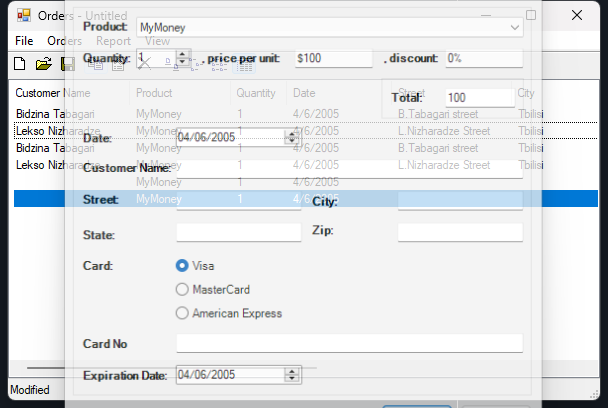 Orders - Untitled
File Orders Report View
Product: MyMoney
Quantity: 1 , price per unit: $100 , discount: 0%
Total: 100
Customer Name Product Quantity Date Street City
Bidzina Tabagari MyMoney 1 4/6/2005 B.Tabagari street Tbilisi
Lekso Nizharadze MyMoney 1 4/6/2005 L.Nizharadze Street Tbilisi
Bidzina Tabagari MyMoney 1 4/6/2005 B.Tabagari street Tbilisi
Lekso Nizharadze MyMoney 1 4/6/2005 L.Nizharadze Street Tbilisi
MyMoney 1 4/6/2005
MyMoney 1 4/6/2005
Date: 04/06/2005
Customer Name:
Street: City:
State: Zip:
Card: Visa
MasterCard
American Express
Card No
Expiration Date: 04/06/2005
Modified